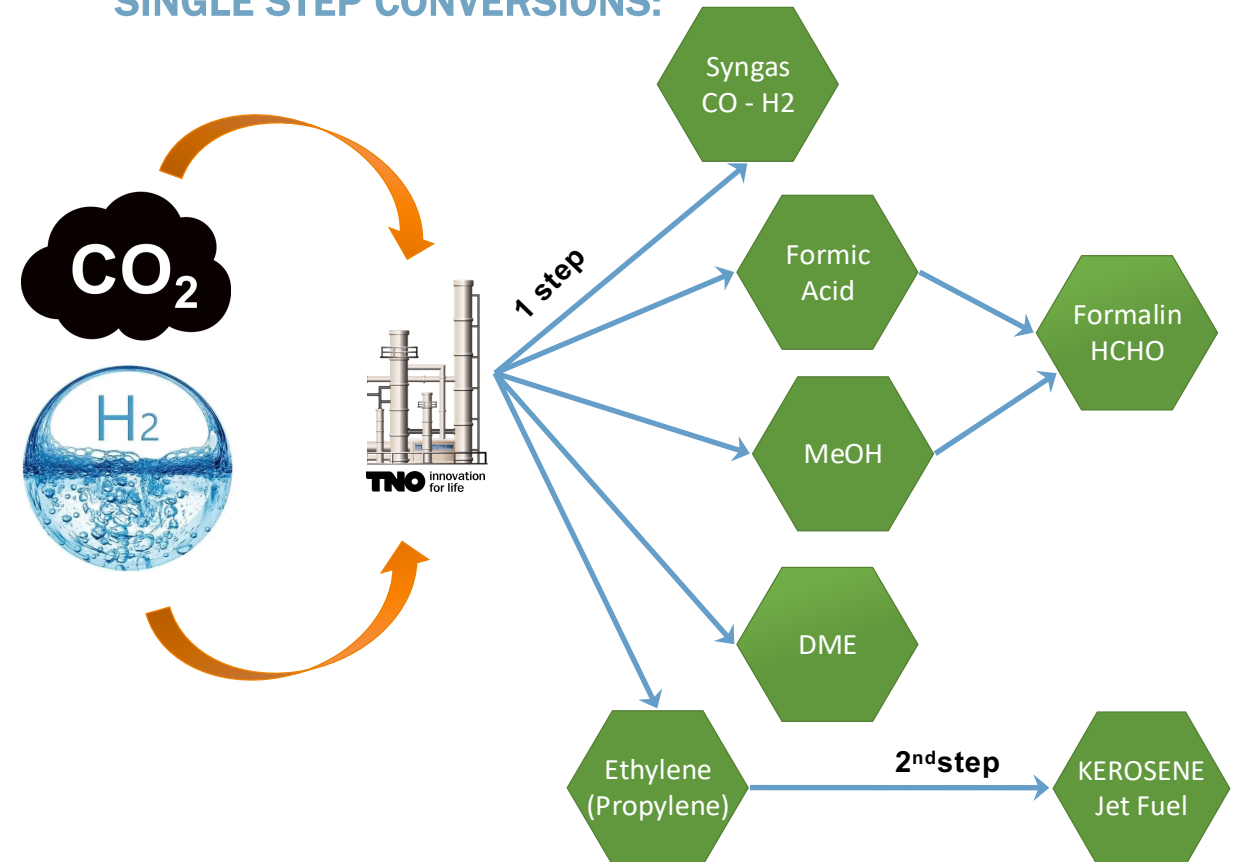 SINGLE STEP CONVERSIONS:
Syngas
CO - H2
CO2
1 step
Formic
Acid
Formalin
HCHO
H2
MeOH
TNO innovation
for life
DME
Ethylene
(Propylene)
2ndstep
KEROSENE
Jet Fuel